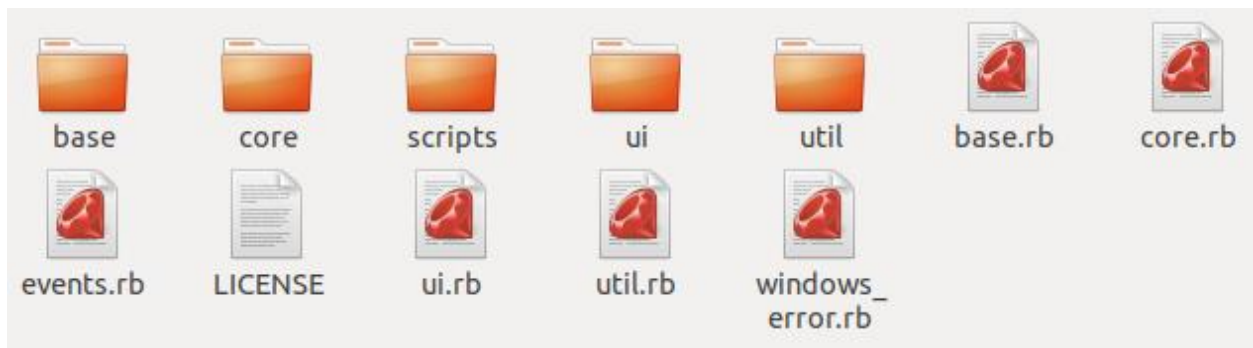 base
core
scripts
ui
util
base.rb
core.rb
events.rb
LICENSE
ui.rb
util.rb
windows_
error.rb